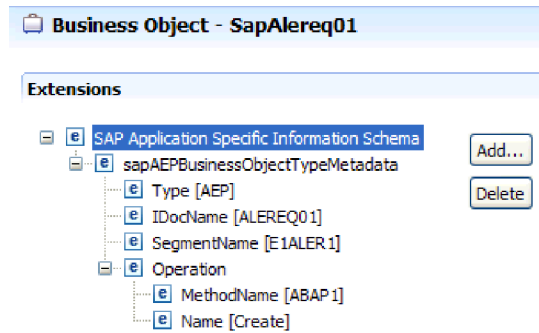 Business Object - SapAlereq01
Extensions
SAP Application Specific Information Schema
sapAEPBusinessObjectTypeMetadata
Type [AEP]
IDocName [ALEREQ01]
SegmentName [E1ALER1]
Operation
MethodName [ABAP1]
Name [Create]
Add...
Delete